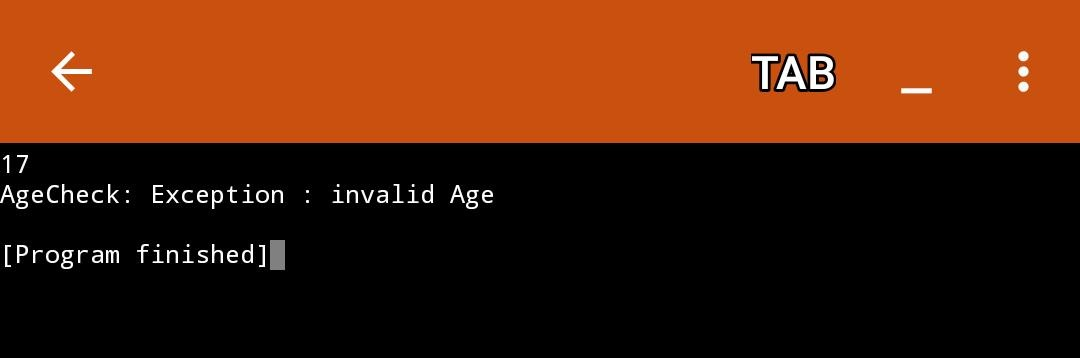 TAB
17
AgeCheck: Exception : invalid Age
[Program finished]